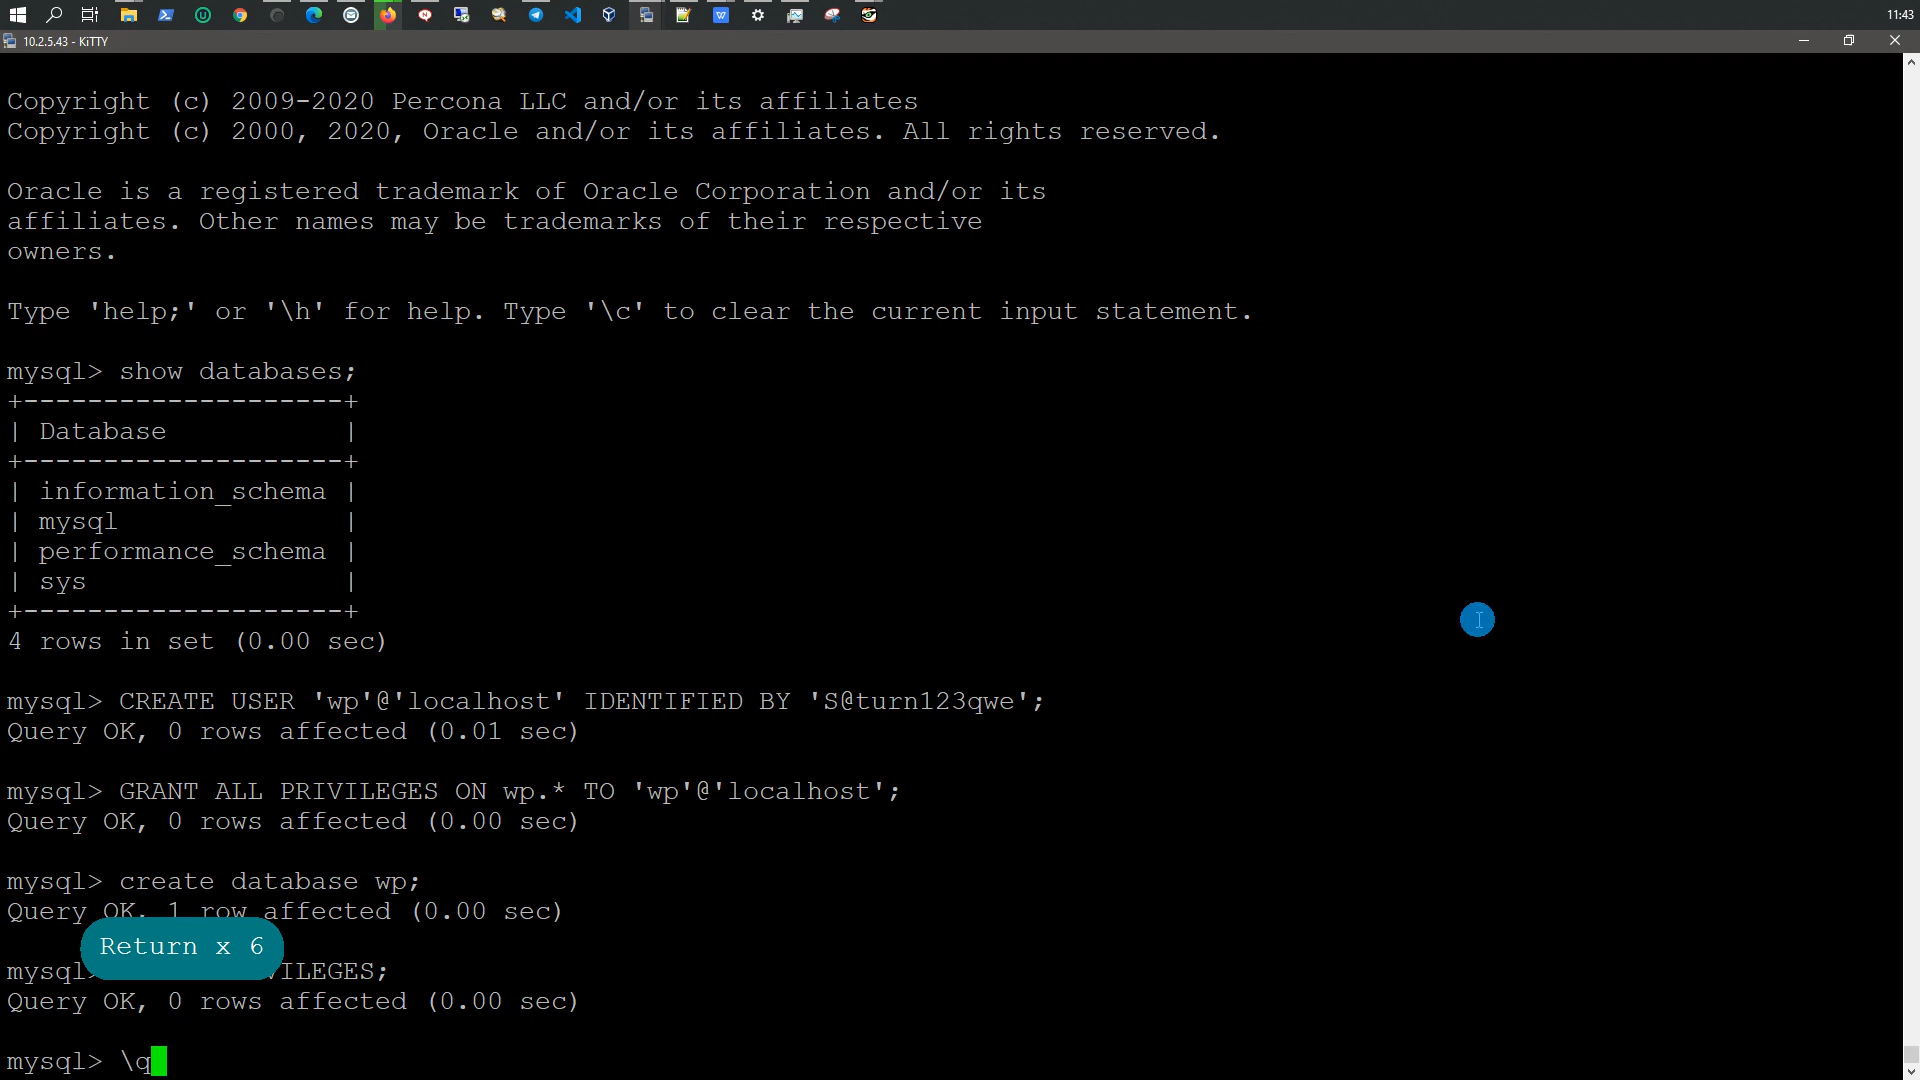 11:43
10.2.5.43 - KiTTY
Copyright (c) 2009-2020 Percona LLC and/or its affiliates
Copyright (c) 2000, 2020, Oracle and/or its affiliates. All rights reserved.
Oracle is a registered trademark of Oracle Corporation and/or its
affiliates. Other names may be trademarks of their respective
owners.
Type 'help;' or '\h' for help. Type '\c' to clear the current input statement.
mysql> show databases;
+--------------------+
| Database           |
+--------------------+
| information_schema |
| mysql              |
| performance_schema |
| sys                |
+--------------------+
4 rows in set (0.00 sec)
mysql> CREATE USER 'wp'@'localhost' IDENTIFIED BY 'S@turn123qwe';
Query OK, 0 rows affected (0.01 sec)
mysql> GRANT ALL PRIVILEGES ON wp.* TO 'wp'@'localhost';
Query OK, 0 rows affected (0.00 sec)
mysql> create database wp;
Query OK, 1 row affected (0.00 sec)
Return x 6
mysql> VILEGES;
Query OK, 0 rows affected (0.00 sec)
mysql> \q